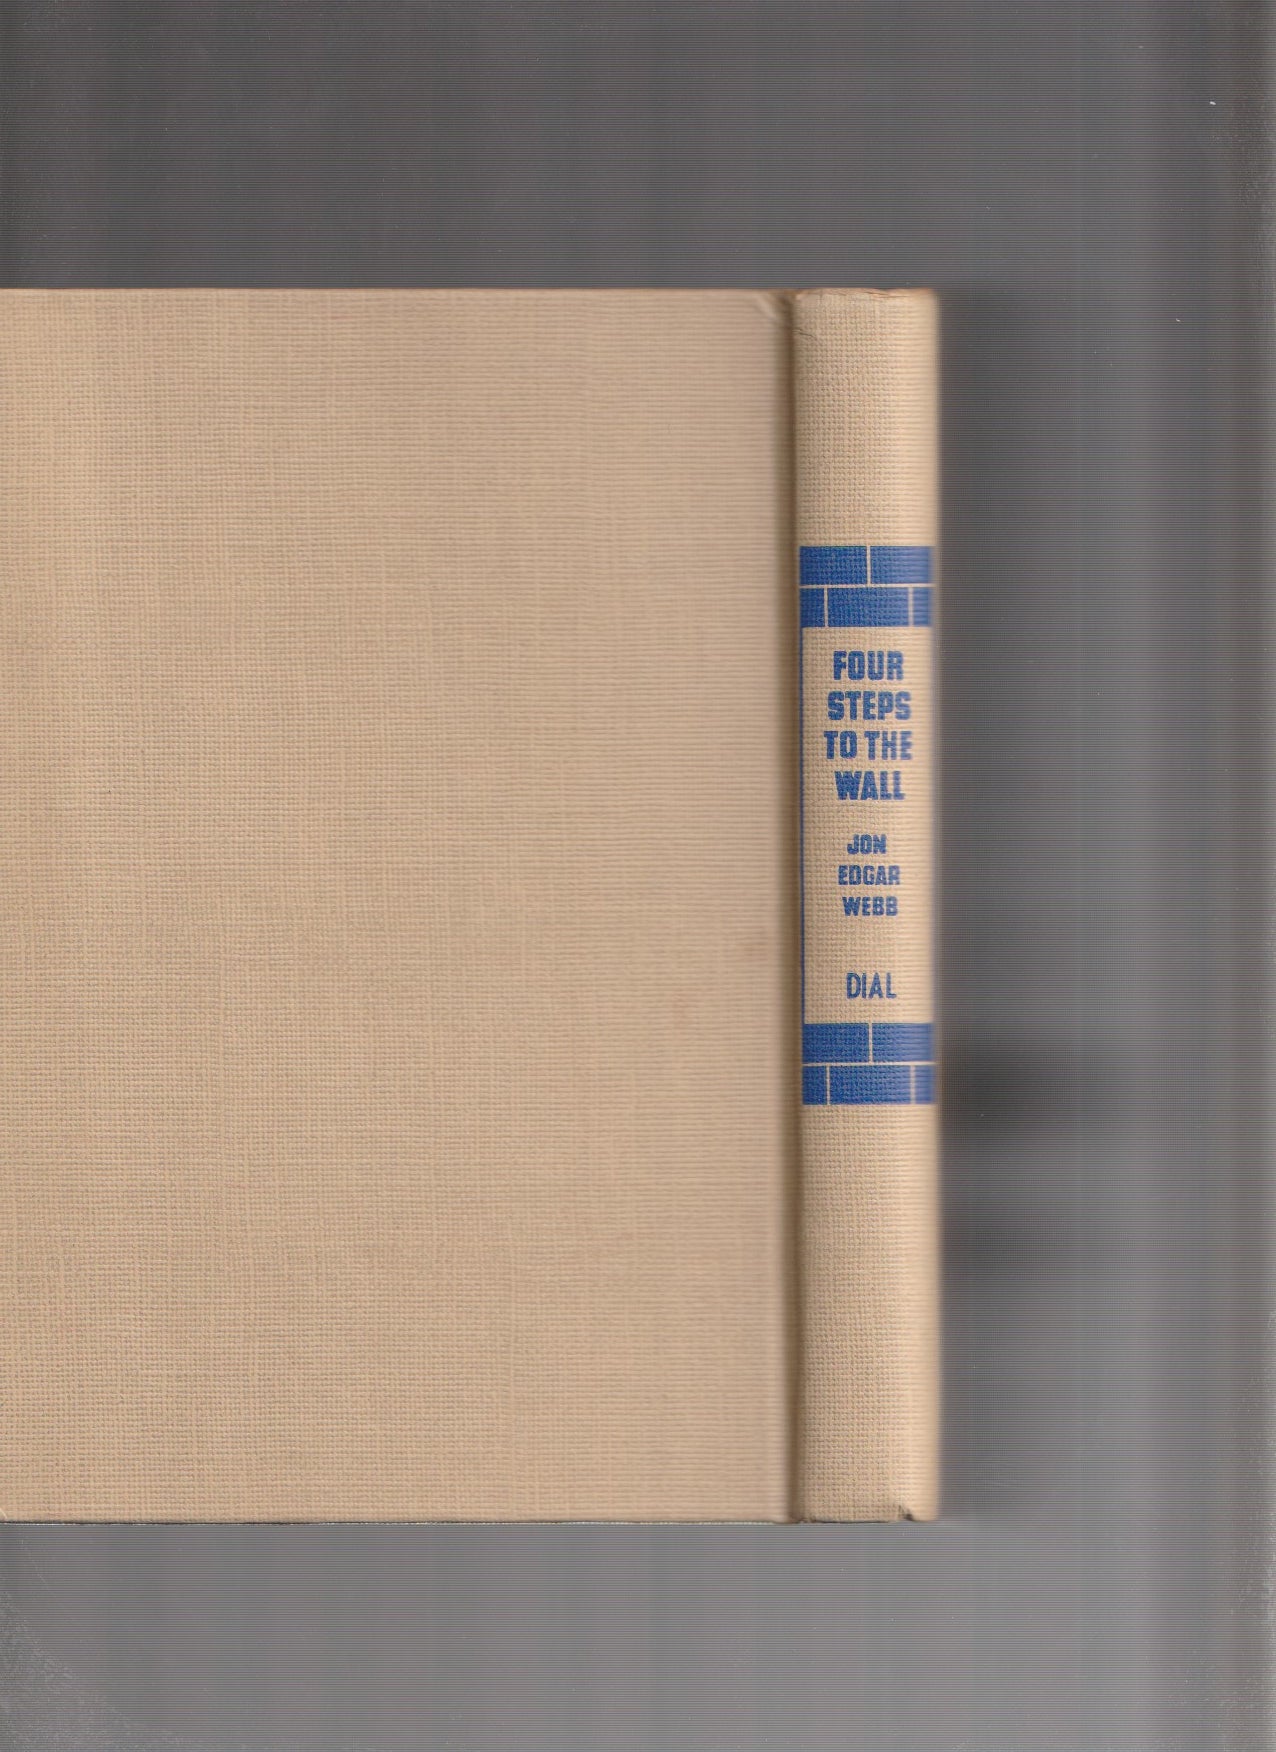 FOUR
STEPS
TO THE
WALL
JON
EDGAR
WEBB
DIAL